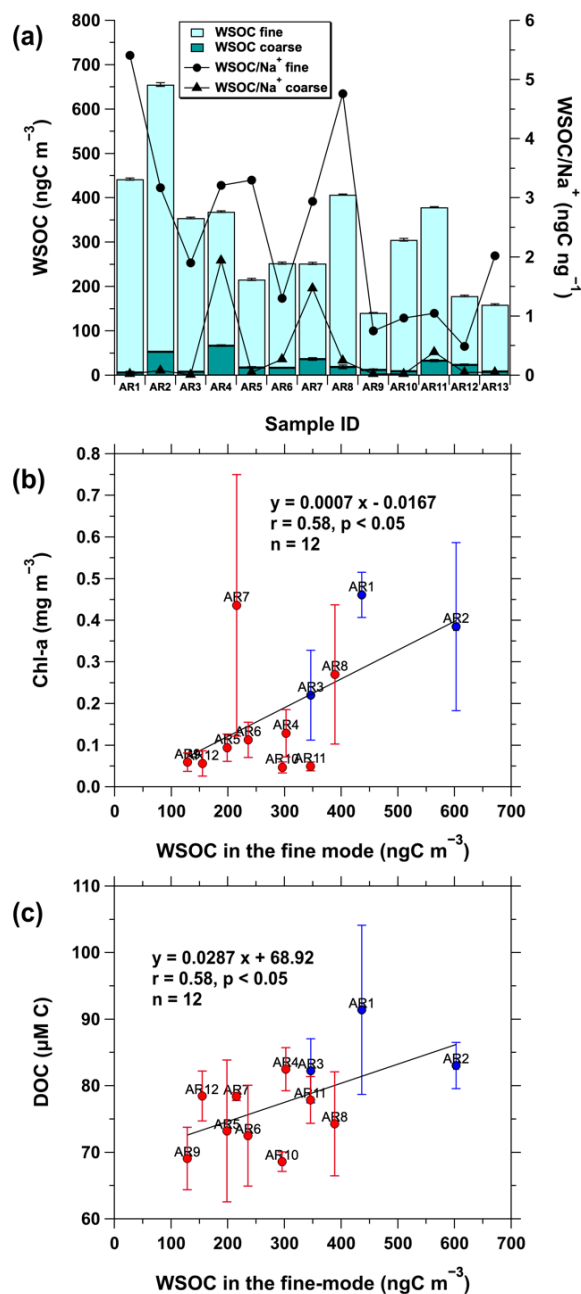 (a)
WSOC fine
WSOC coarse
WSOC/Na⁺ fine
WSOC/Na⁺ coarse
WSOC (ngC m⁻³)
800
700
600
500
400
300
200
100
0
WSOC/Na⁺ (ngC ng⁻¹)
6
5
4
3
2
1
0
AR1 AR2 AR3 AR4 AR5 AR6 AR7 AR8 AR9 AR10 AR11 AR12 AR13
Sample ID
(b)
Chl-a (mg m⁻³)
0.8
0.7
0.6
0.5
0.4
0.3
0.2
0.1
0.0
y = 0.0007 x - 0.0167
r = 0.58, p < 0.05
n = 12
AR1
AR7
AR2
AR8
AR3
AR4
AR6
AR5
AR9
AR12
AR10
AR11
0 100 200 300 400 500 600 700
WSOC in the fine mode (ngC m⁻³)
(c)
DOC (µM C)
110
100
90
80
70
60
y = 0.0287 x + 68.92
r = 0.58, p < 0.05
n = 12
AR1
AR2
AR4
AR3
AR12
AR7
AR11
AR5
AR6
AR8
AR9
AR10
0 100 200 300 400 500 600 700
WSOC in the fine-mode (ngC m⁻³)